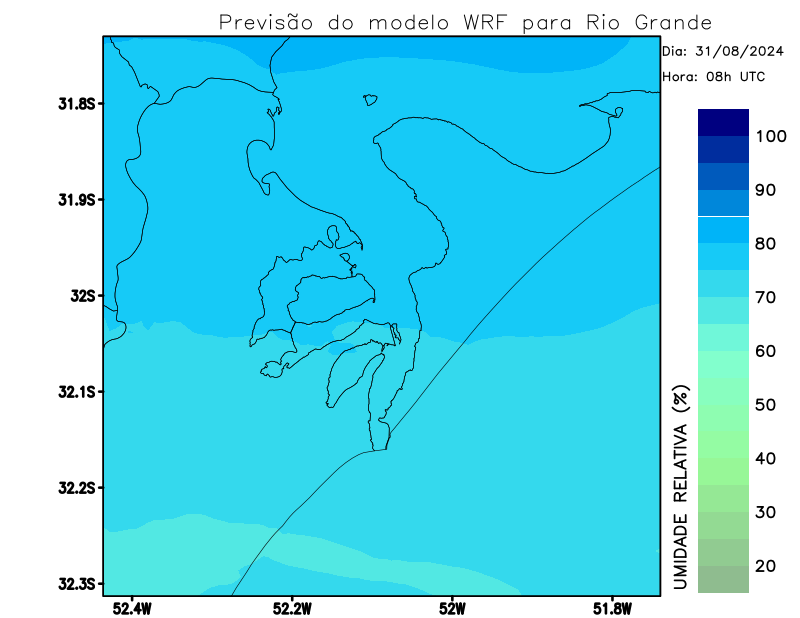 Previsão do modelo WRF para Rio Grande
Dia: 31/08/2024
Hora: 08h UTC
31.8S
31.9S
32S
32.1S
32.2S
32.3S
52.4W
52.2W
52W
51.8W
100
90
80
70
60
50
40
30
20
UMIDADE RELATIVA (%)